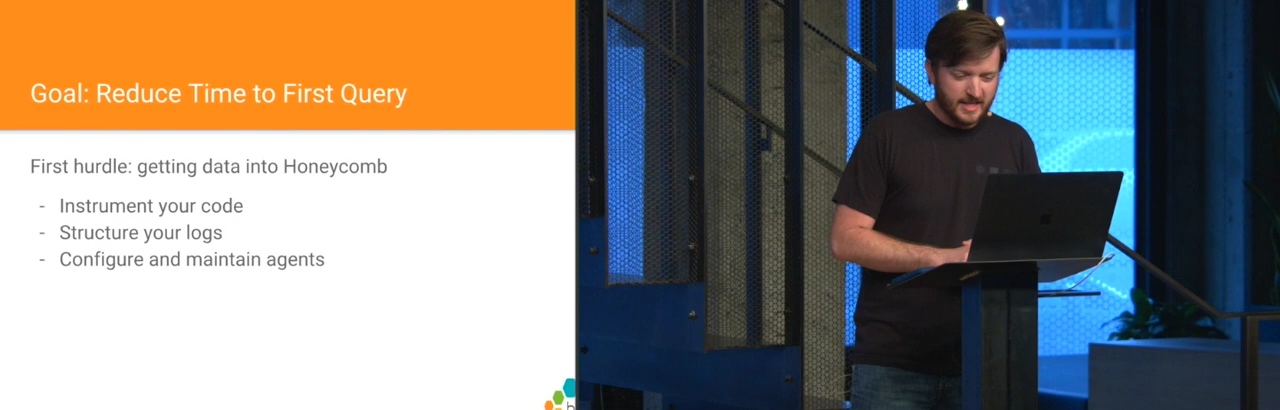 Goal: Reduce Time to First Query
First hurdle: getting data into Honeycomb
- Instrument your code
- Structure your logs
- Configure and maintain agents